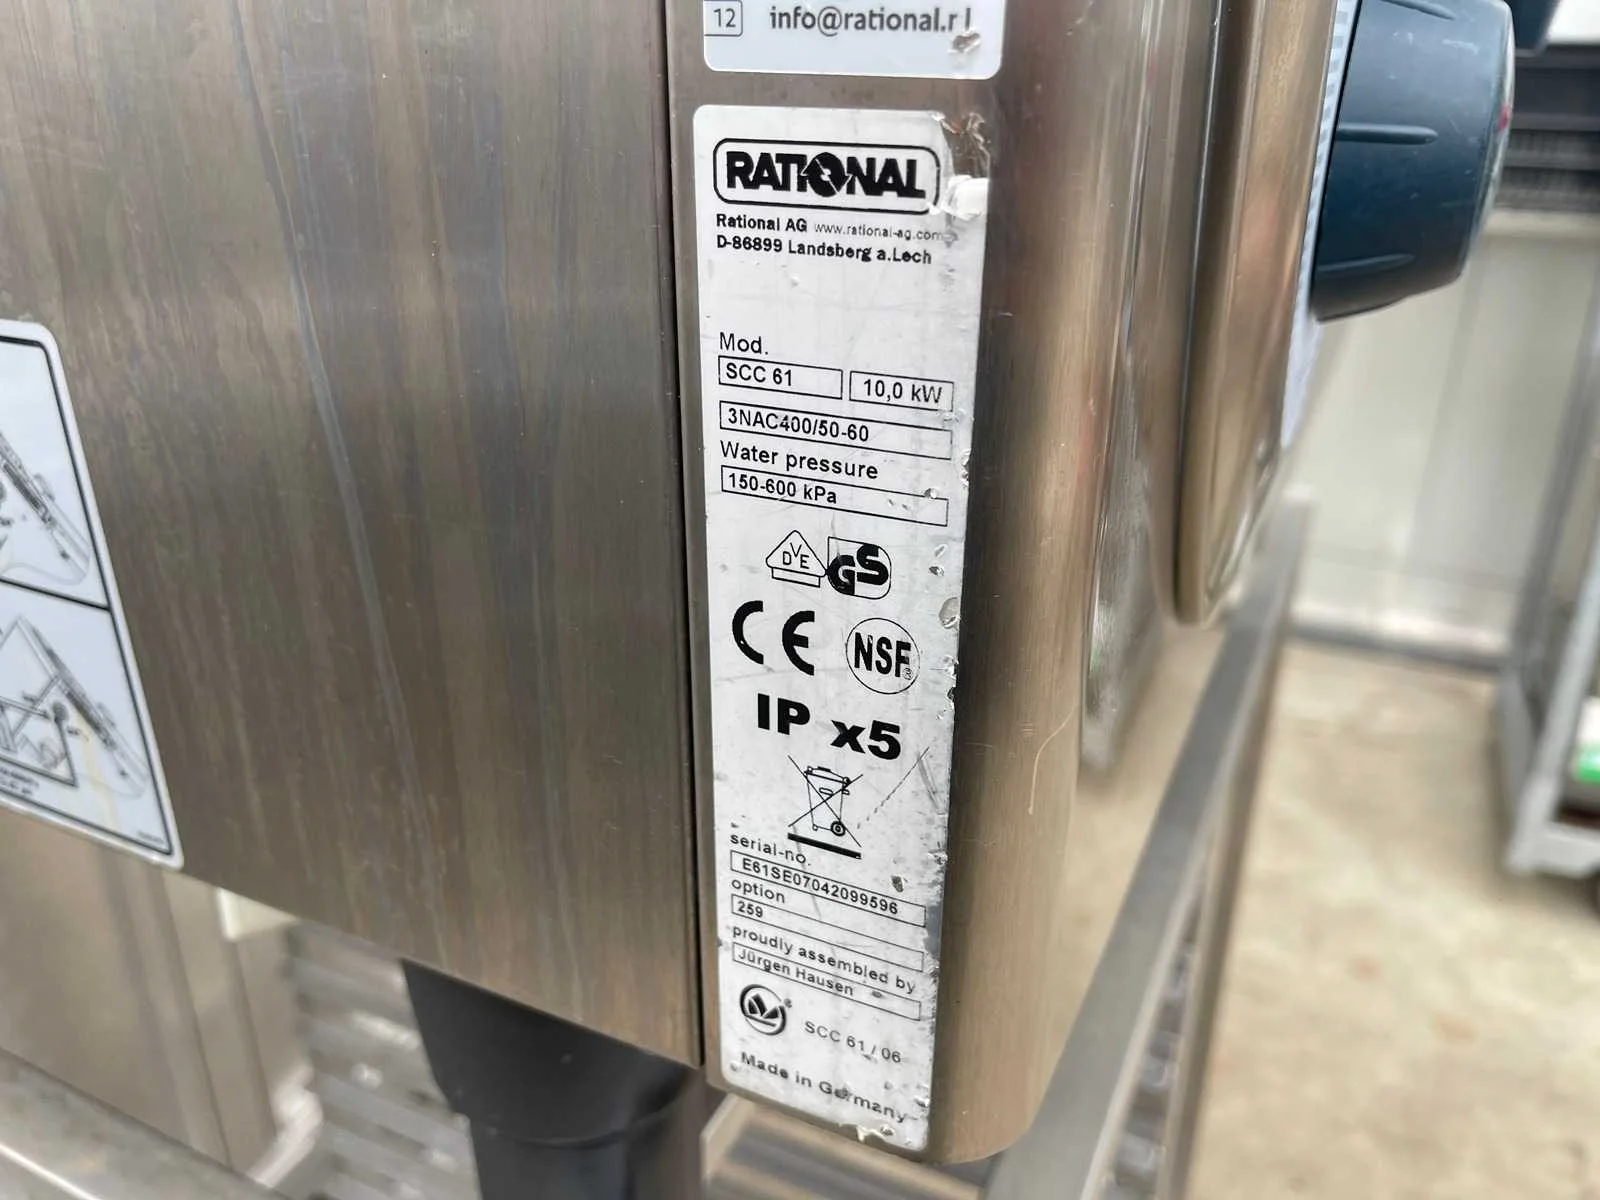 12 info@rational.nl
RATIONAL
Rational AG www.rational-ag.com
D-86899 Landsberg a.Lech
Mod.
SCC 61 10,0 kW
3NAC400/50-60
Water pressure
150-600 kPa
DVE GS
CE NSF®
IP x5
serial-no.
E61SE07042099596
option
259
proudly assembled by
Jürgen Hausen
® SCC 61 / 06
Made in Germany